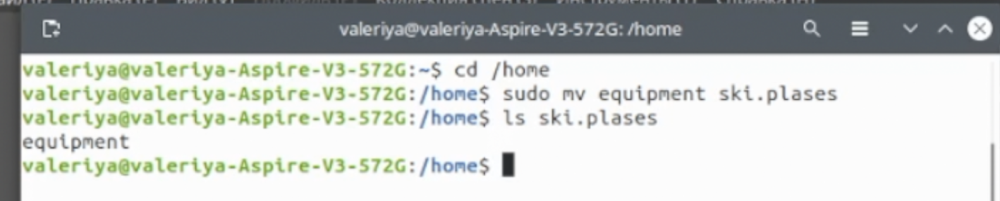 valeriya@valeriya-Aspire-V3-572G: /home
valeriya@valeriya-Aspire-V3-572G:~$ cd /home
valeriya@valeriya-Aspire-V3-572G:/home$ sudo mv equipment ski.plases
valeriya@valeriya-Aspire-V3-572G:/home$ ls ski.plases
equipment
valeriya@valeriya-Aspire-V3-572G:/home$